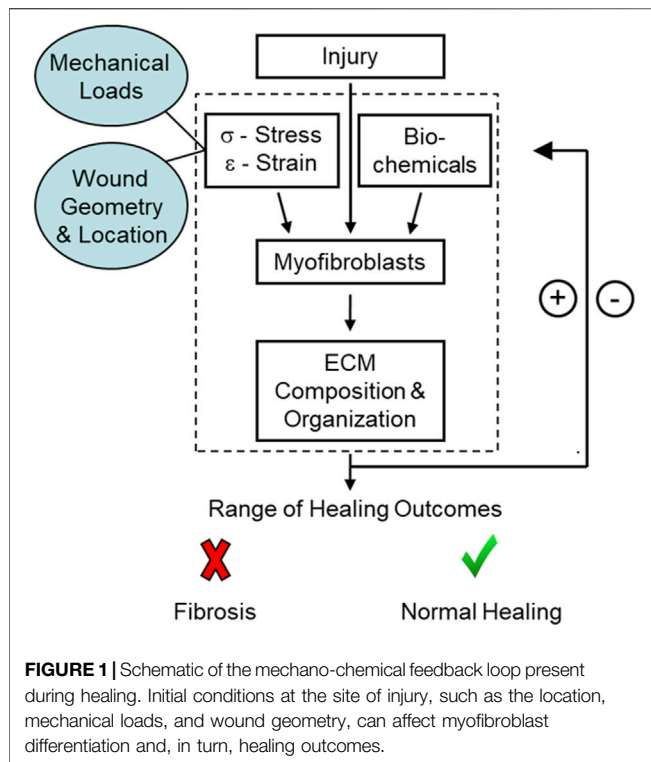 Mechanical
Loads
Wound
Geometry
& Location
Injury
σ - Stress
ε - Strain
Bio-
chemicals
Myofibroblasts
ECM
Composition &
Organization
+
-
Range of Healing Outcomes
Fibrosis
Normal Healing
FIGURE 1 | Schematic of the mechano-chemical feedback loop present
during healing. Initial conditions at the site of injury, such as the location,
mechanical loads, and wound geometry, can affect myofibroblast
differentiation and, in turn, healing outcomes.